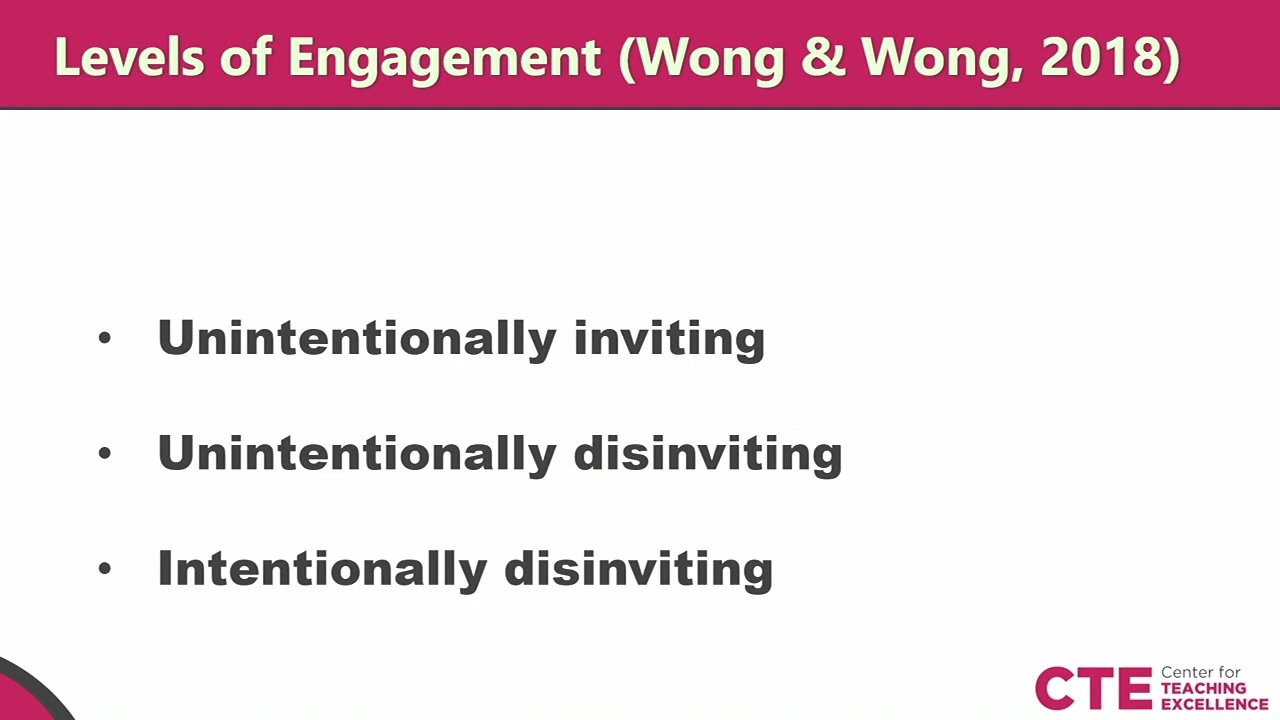 Levels of Engagement (Wong & Wong, 2018)
• Unintentionally inviting
• Unintentionally disinviting
• Intentionally disinviting
CTE Center for
TEACHING
EXCELLENCE